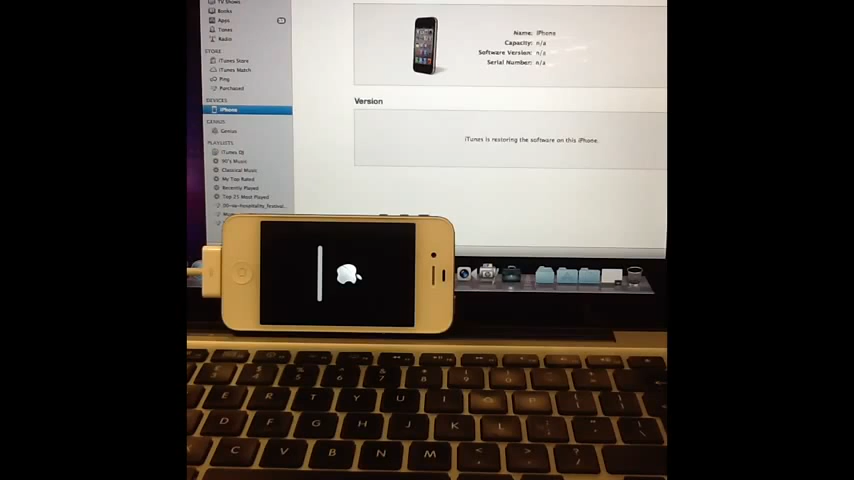 TV Shows
Books
Apps
iTunes
Radio
STORE
iTunes Store
iTunes Match
Ping
Purchased
DEVICES
iPhone
GENIUS
Genius
PLAYLISTS
iTunes DJ
90's Music
Classical Music
My Top Rated
Recently Played
Top 25 Most Played
Name: iPhone
Capacity: n/a
Software Version: n/a
Serial Number: n/a
Version
iTunes is restoring the software on this iPhone.
E R T Y U I
D F G H J K L
C V B N M